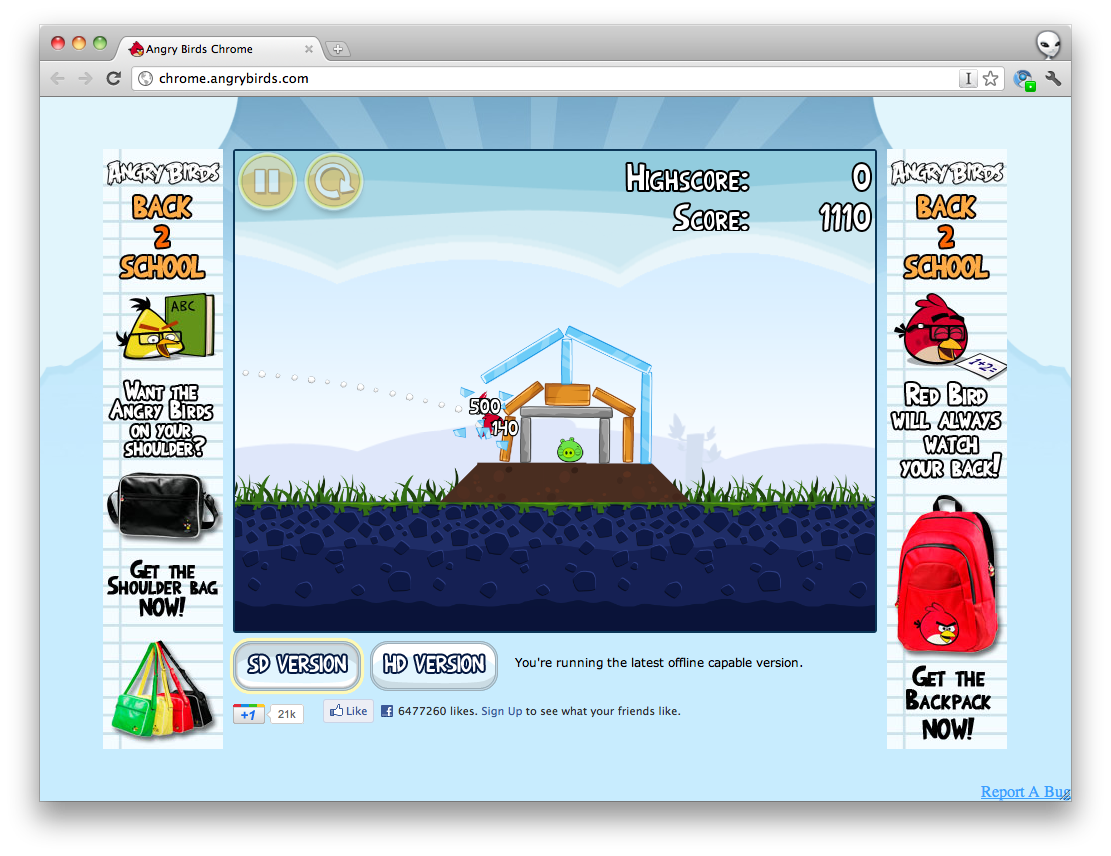 Angry Birds Chrome
chrome.angrybirds.com
ANGRY BIRDS
BACK
2
SCHOOL
ABC
WANT THE
ANGRY BIRDS
ON YOUR
SHOULDER?
GET THE
SHOULDER BAG
NOW!
HIGHSCORE: 0
SCORE: 1110
500
140
SD VERSION
HD VERSION
You're running the latest offline capable version.
+1
21k
Like
6477260 likes. Sign Up to see what your friends like.
ANGRY BIRDS
BACK
2
SCHOOL
1+2=
RED BIRD
WILL ALWAYS
WATCH
YOUR BACK!
GET THE
BACKPACK
NOW!
Report A Bug